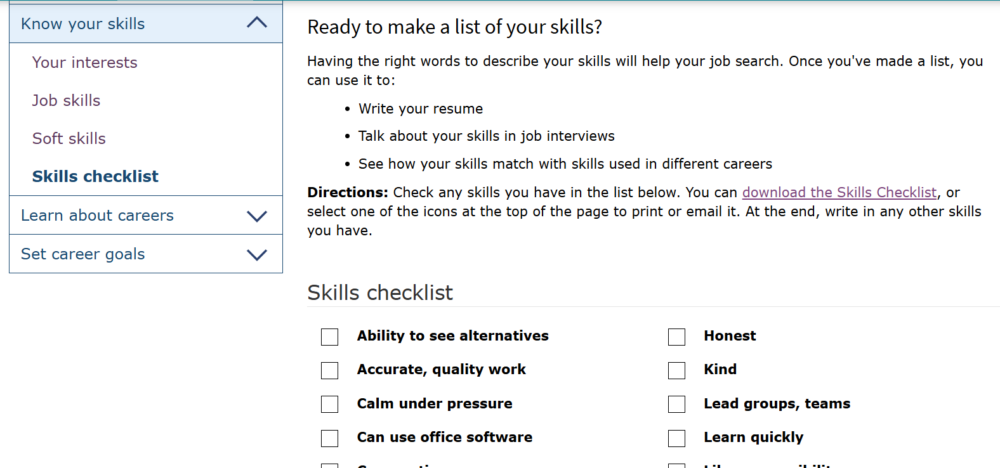 Know your skills
Your interests
Job skills
Soft skills
Skills checklist
Learn about careers
Set career goals
Ready to make a list of your skills?
Having the right words to describe your skills will help your job search. Once you've made a list, you
can use it to:
• Write your resume
• Talk about your skills in job interviews
• See how your skills match with skills used in different careers
Directions: Check any skills you have in the list below. You can download the Skills Checklist, or
select one of the icons at the top of the page to print or email it. At the end, write in any other skills
you have.
Skills checklist
Ability to see alternatives
Honest
Accurate, quality work
Kind
Calm under pressure
Lead groups, teams
Can use office software
Learn quickly